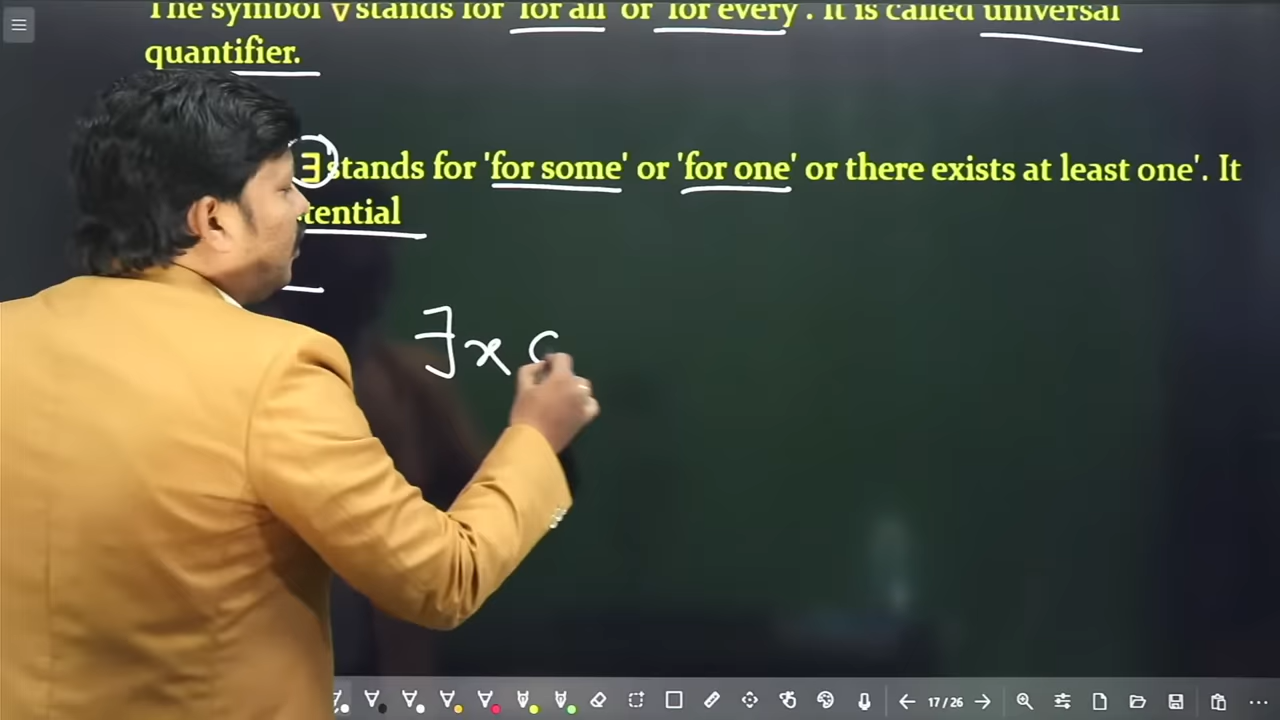 The symbol ∀ stands for 'for all' or 'for every'. It is called universal
quantifier.
∃ stands for 'for some' or 'for one' or there exists at least one'. It
∃ x
17 / 26